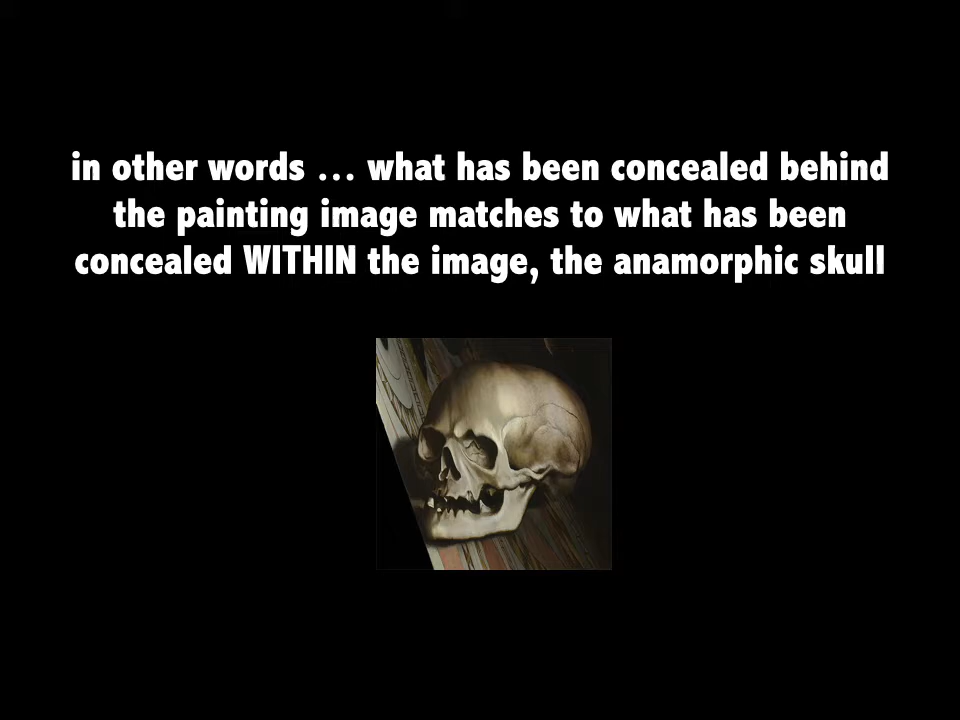 in other words … what has been concealed behind
the painting image matches to what has been
concealed WITHIN the image, the anamorphic skull